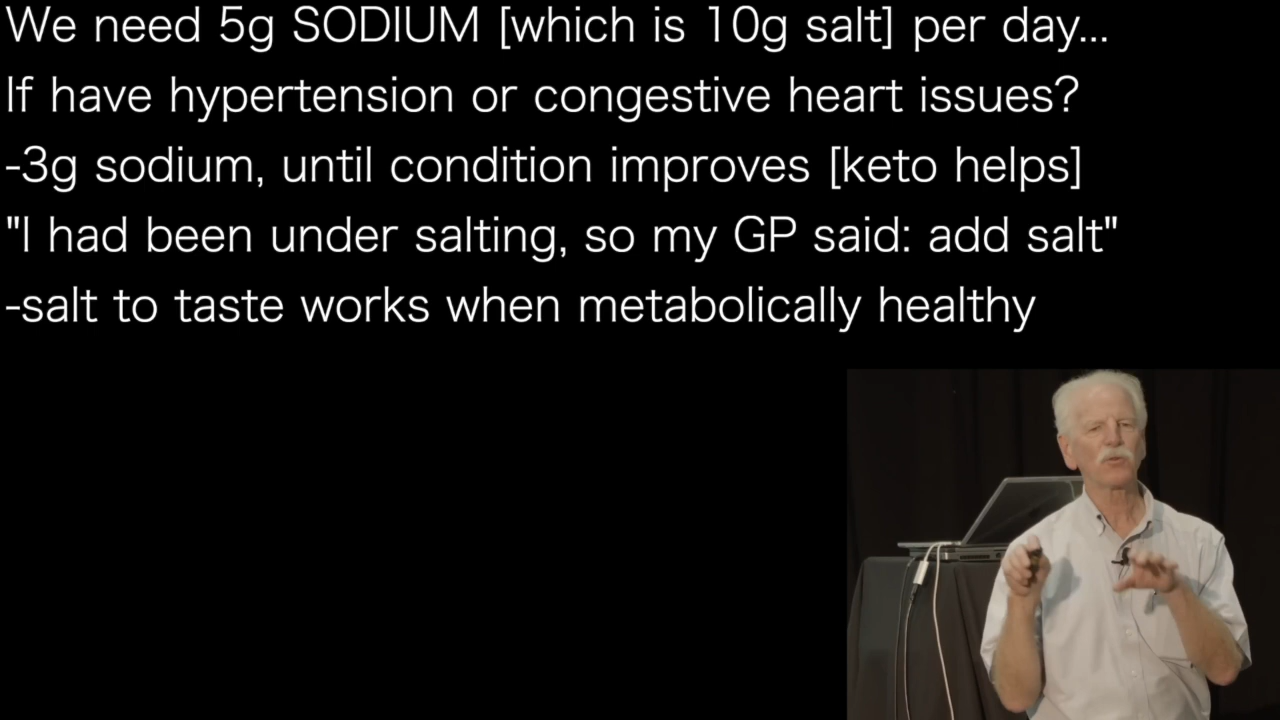 We need 5g SODIUM [which is 10g salt] per day...
If have hypertension or congestive heart issues?
-3g sodium, until condition improves [keto helps]
"I had been under salting, so my GP said: add salt"
-salt to taste works when metabolically healthy